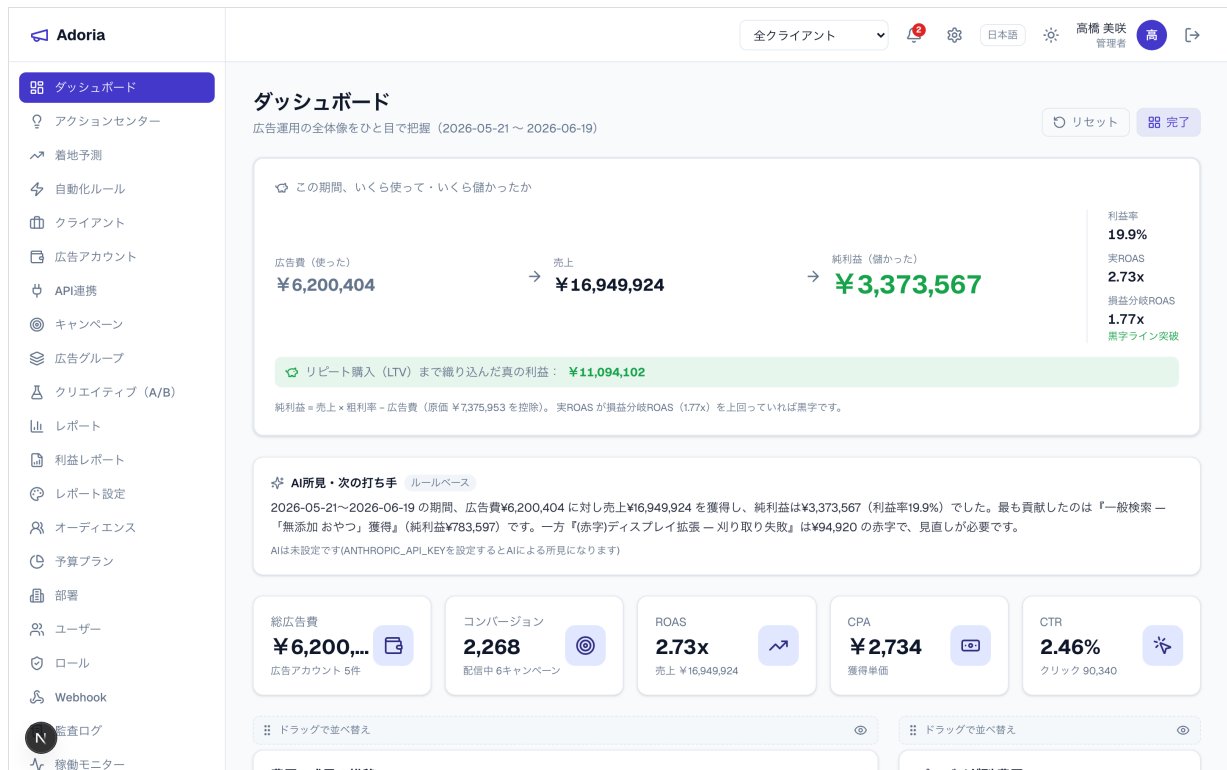 Adoria
全クライアント
2
日本語
高橋 美咲
管理者
高
ダッシュボード
アクションセンター
着地予測
自動化ルール
クライアント
広告アカウント
API連携
キャンペーン
広告グループ
クリエイティブ（A/B）
レポート
利益レポート
レポート設定
オーディエンス
予算プラン
部署
ユーザー
ロール
Webhook
監査ログ
稼働モニター
N
ダッシュボード
広告運用の全体像をひと目で把握（2026-05-21 〜 2026-06-19）
リセット
完了
この期間、いくら使って・いくら儲かったか
広告費（使った）
¥6,200,404
売上
¥16,949,924
純利益（儲かった）
¥3,373,567
利益率
19.9%
実ROAS
2.73x
損益分岐ROAS
1.77x
黒字ライン突破
リピート購入（LTV）まで織り込んだ真の利益： ¥11,094,102
純利益 = 売上 × 粗利率 − 広告費（原価 ¥7,375,953 を控除）。 実ROAS が損益分岐ROAS（1.77x）を上回っていれば黒字です。
AI所見・次の打ち手 ルールベース
2026-05-21〜2026-06-19 の期間、広告費¥6,200,404 に対し売上¥16,949,924 を獲得し、純利益は¥3,373,567（利益率19.9%）でした。最も貢献したのは『一般検索 —
「無添加 おやつ」獲得』（純利益¥783,597）です。一方『(赤字)ディスプレイ拡張 — 刈り取り失敗』は¥94,920 の赤字で、見直しが必要です。
AIは未設定です(ANTHROPIC_API_KEYを設定するとAIによる所見になります)
総広告費
¥6,200,...
広告アカウント 5件
コンバージョン
2,268
配信中 6キャンペーン
ROAS
2.73x
売上 ¥16,949,924
CPA
¥2,734
獲得単価
CTR
2.46%
クリック 90,340
ドラッグで並べ替え
ドラッグで並べ替え